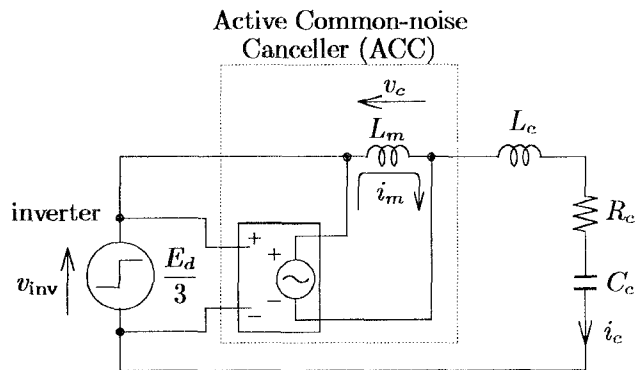 Active Common-noise
Canceller (ACC)
v_c
L_m
L_c
i_m
inverter
R_c
+
+
v_inv
E_d/3
−
−
C_c
i_c